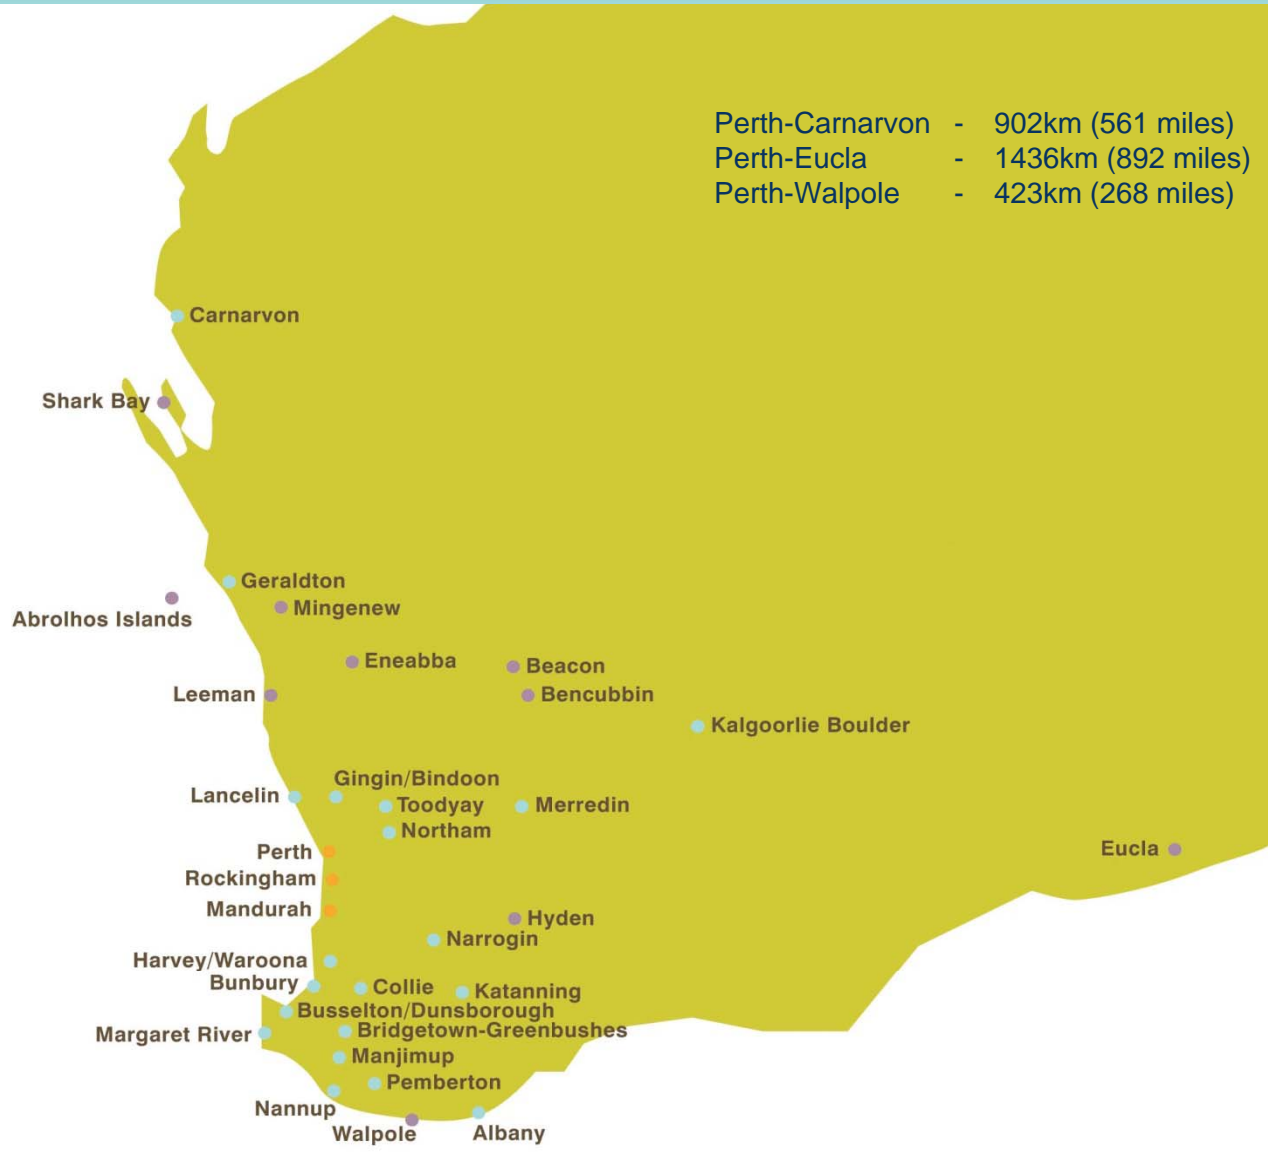 Perth-Carnarvon - 902km (561 miles)
Perth-Eucla - 1436km (892 miles)
Perth-Walpole - 423km (268 miles)
Carnarvon
Shark Bay
Geraldton
Mingenew
Abrolhos Islands
Eneabba
Beacon
Leeman
Bencubbin
Kalgoorlie Boulder
Gingin/Bindoon
Lancelin
Toodyay
Merredin
Northam
Perth
Eucla
Rockingham
Mandurah
Hyden
Narrogin
Harvey/Waroona
Bunbury
Collie
Katanning
Busselton/Dunsborough
Margaret River
Bridgetown-Greenbushes
Manjimup
Pemberton
Nannup
Walpole
Albany